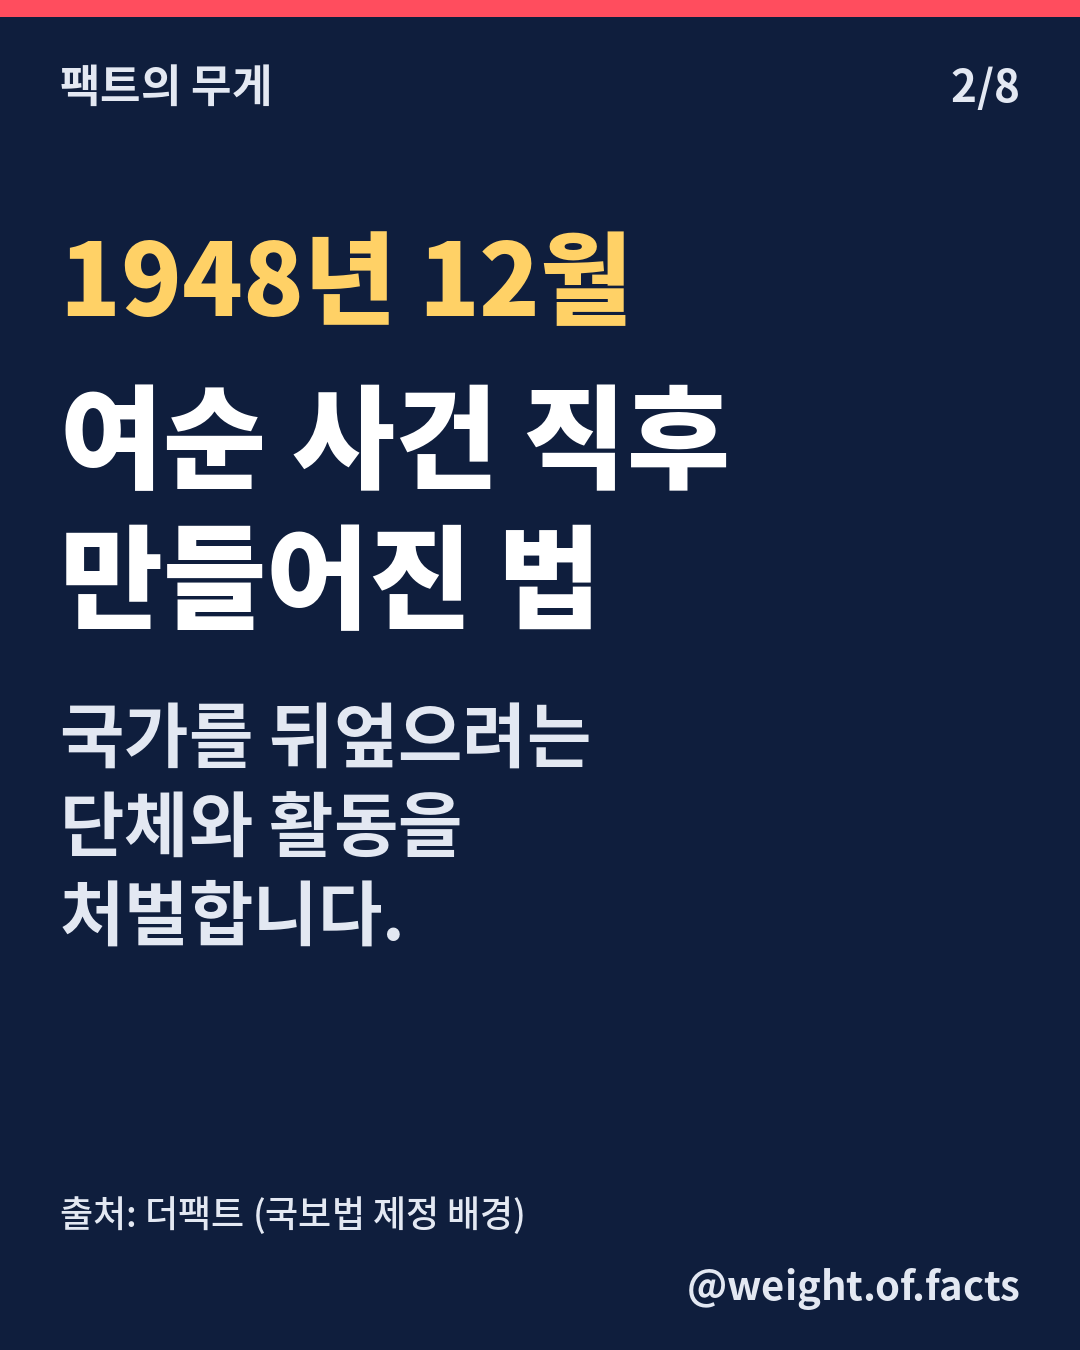 팩트의 무게
2/8
1948년 12월
여순 사건 직후
만들어진 법
국가를 뒤엎으려는
단체와 활동을
처벌합니다.
출처: 더팩트 (국보법 제정 배경)
@weight.of.facts